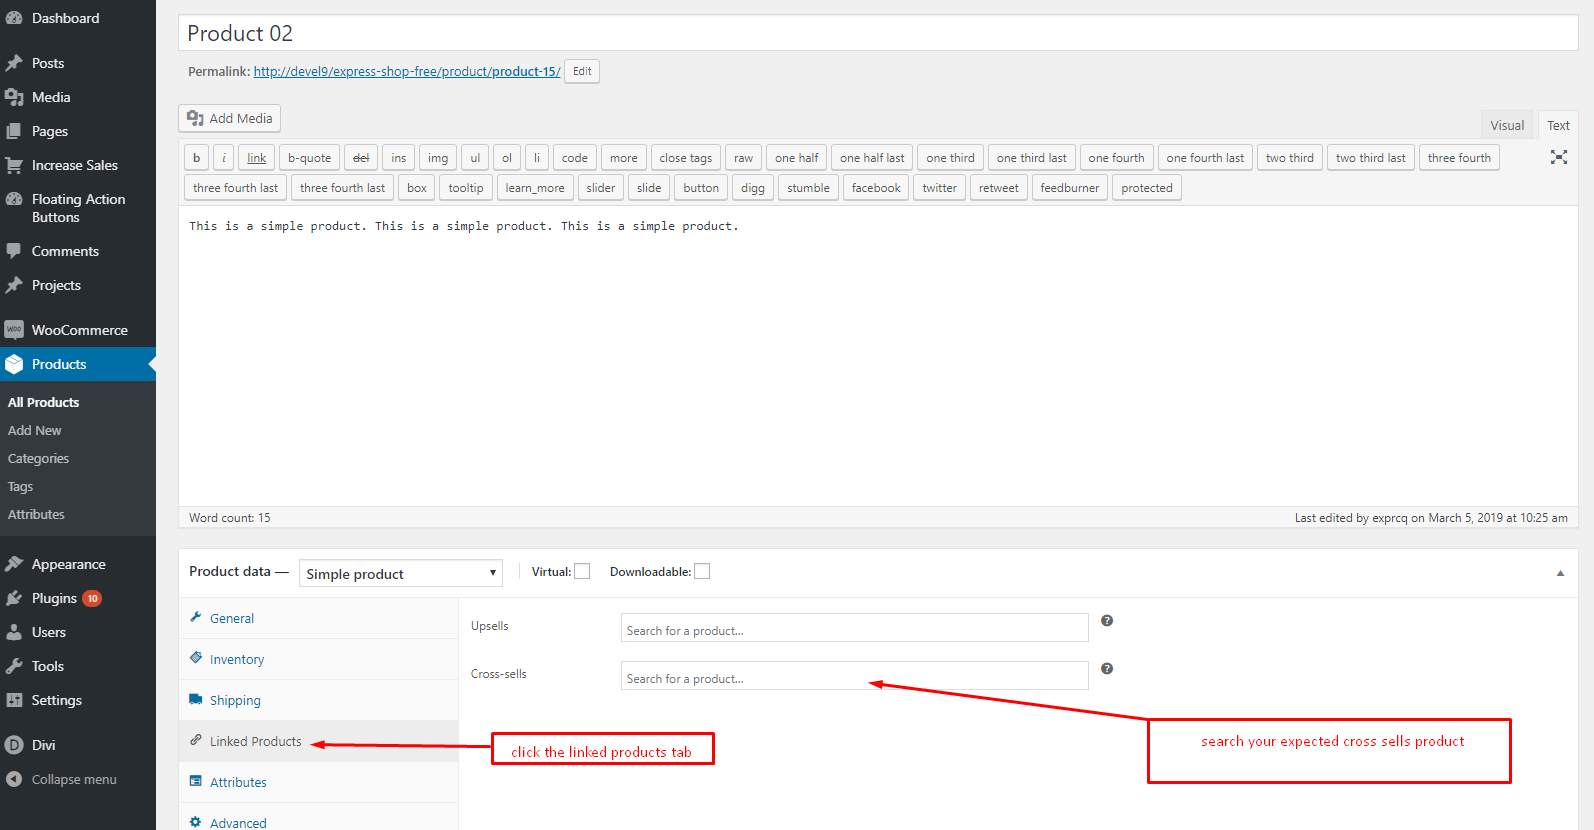 Dashboard
Posts
Media
Pages
Increase Sales
Floating Action
Buttons
Comments
Projects
WooCommerce
Products
All Products
Add New
Categories
Tags
Attributes
Appearance
Plugins 10
Users
Tools
Settings
Divi
Collapse menu
Product 02
Permalink: http://devel9/express-shop-free/product/product-15/ Edit
Add Media
Visual Text
b i link b-quote del ins img ul ol li code more close tags raw one half one half last one third one third last one fourth one fourth last two third two third last three fourth
three fourth last three fourth last box tooltip learn_more slider slide button digg stumble facebook twitter retweet feedburner protected
This is a simple product. This is a simple product. This is a simple product.
Word count: 15 Last edited by exprcq on March 5, 2019 at 10:25 am
Product data — Simple product Virtual: Downloadable:
General
Inventory
Shipping
Linked Products
Attributes
Advanced
Upsells Search for a product... ?
Cross-sells Search for a product... ?
click the linked products tab
search your expected cross sells product